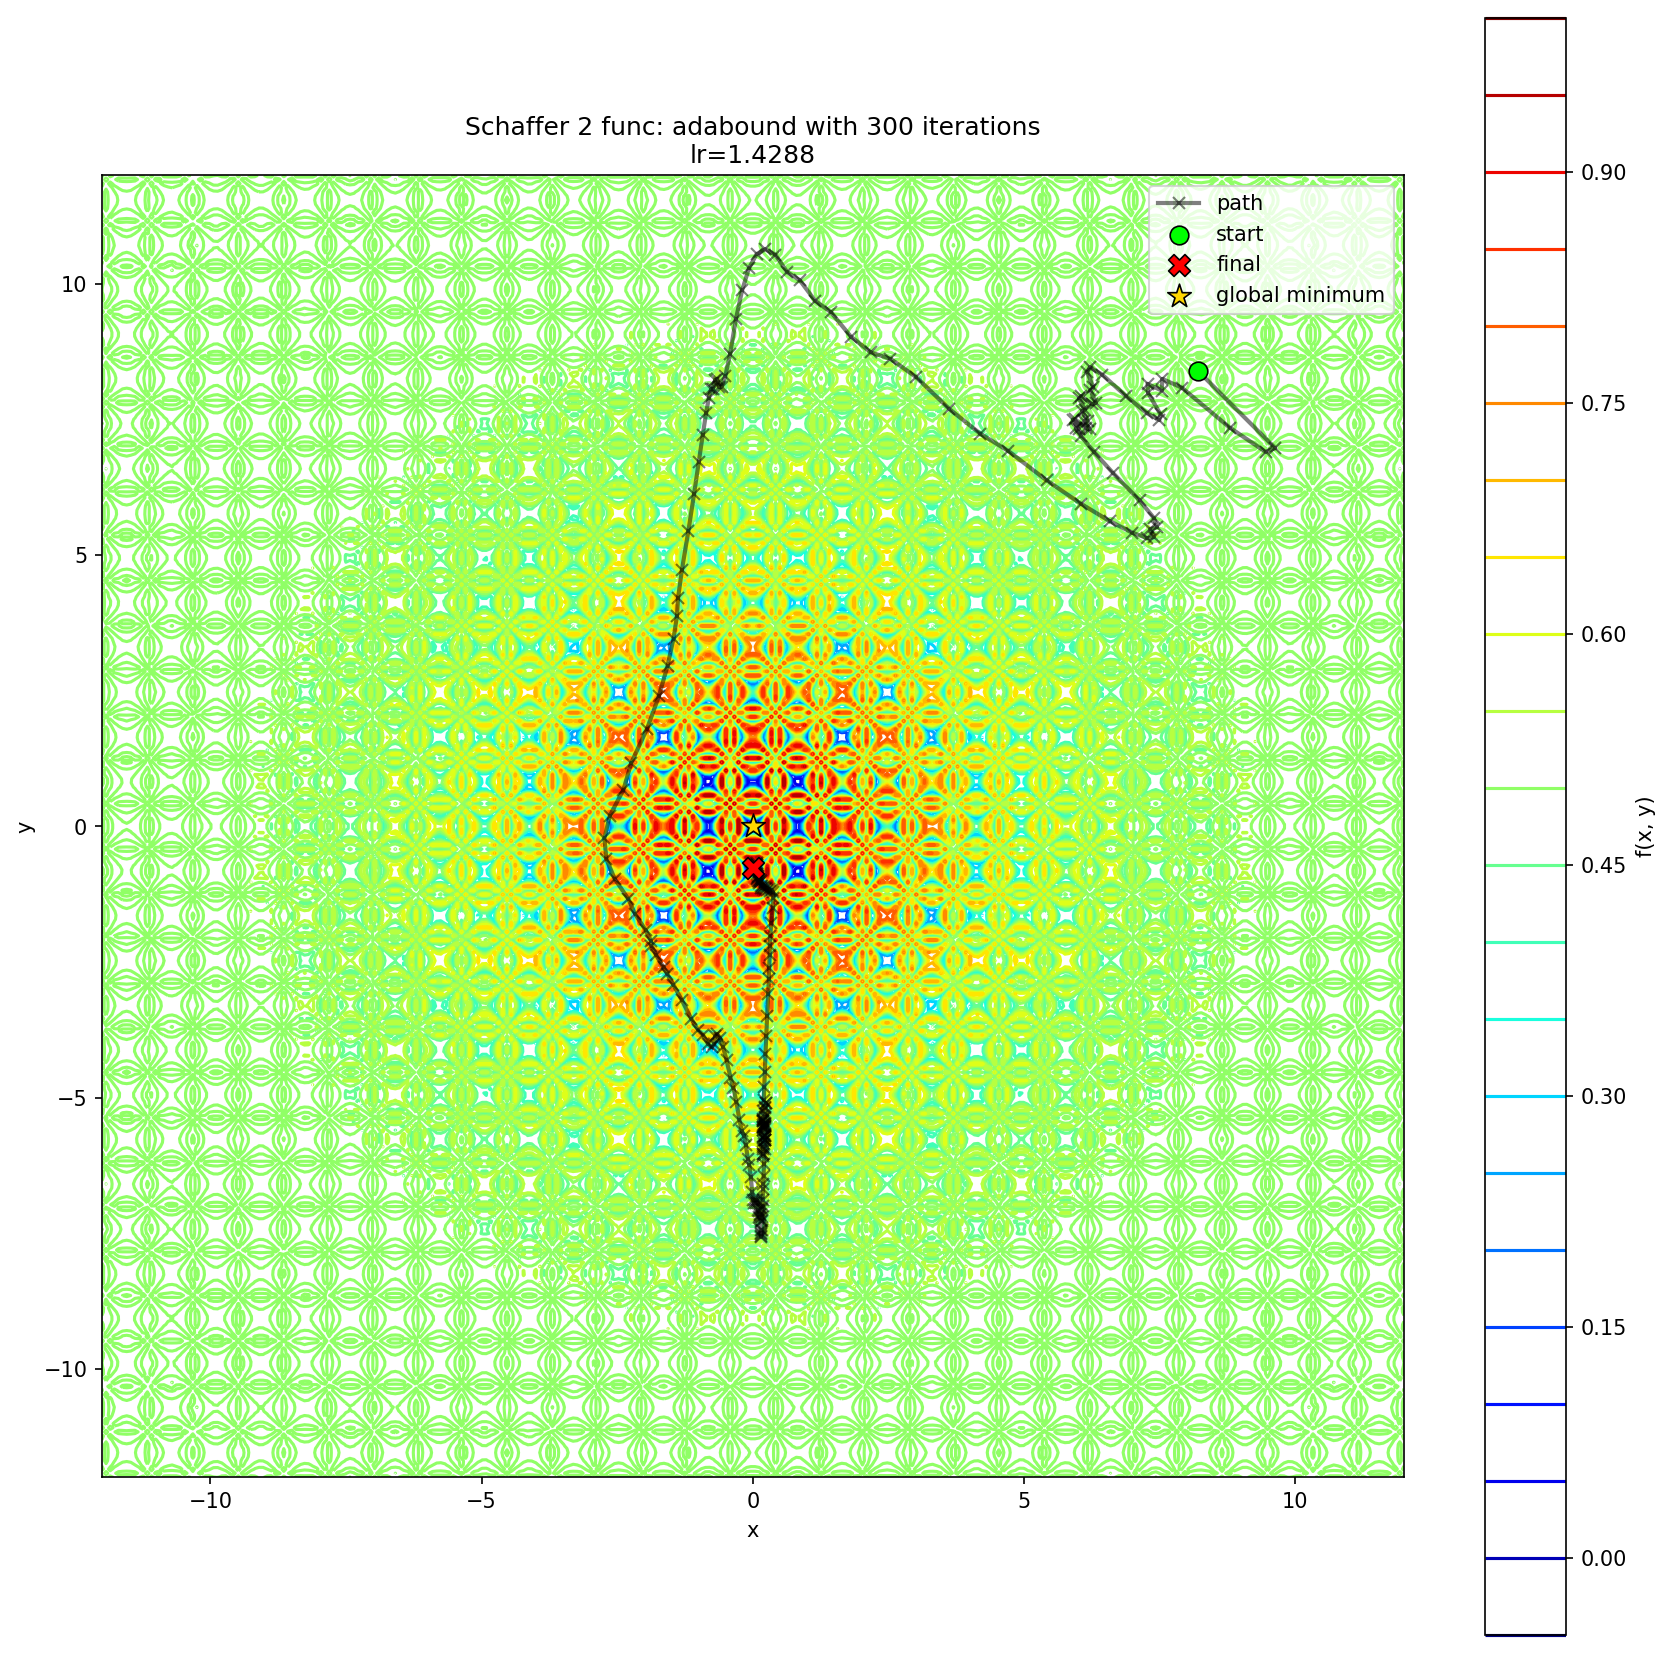 Schaffer 2 func: adabound with 300 iterations
lr=1.4288
path
start
final
global minimum
10
5
0
−5
−10
y
−10
−5
0
5
10
x
0.90
0.75
0.60
0.45
0.30
0.15
0.00
f(x, y)